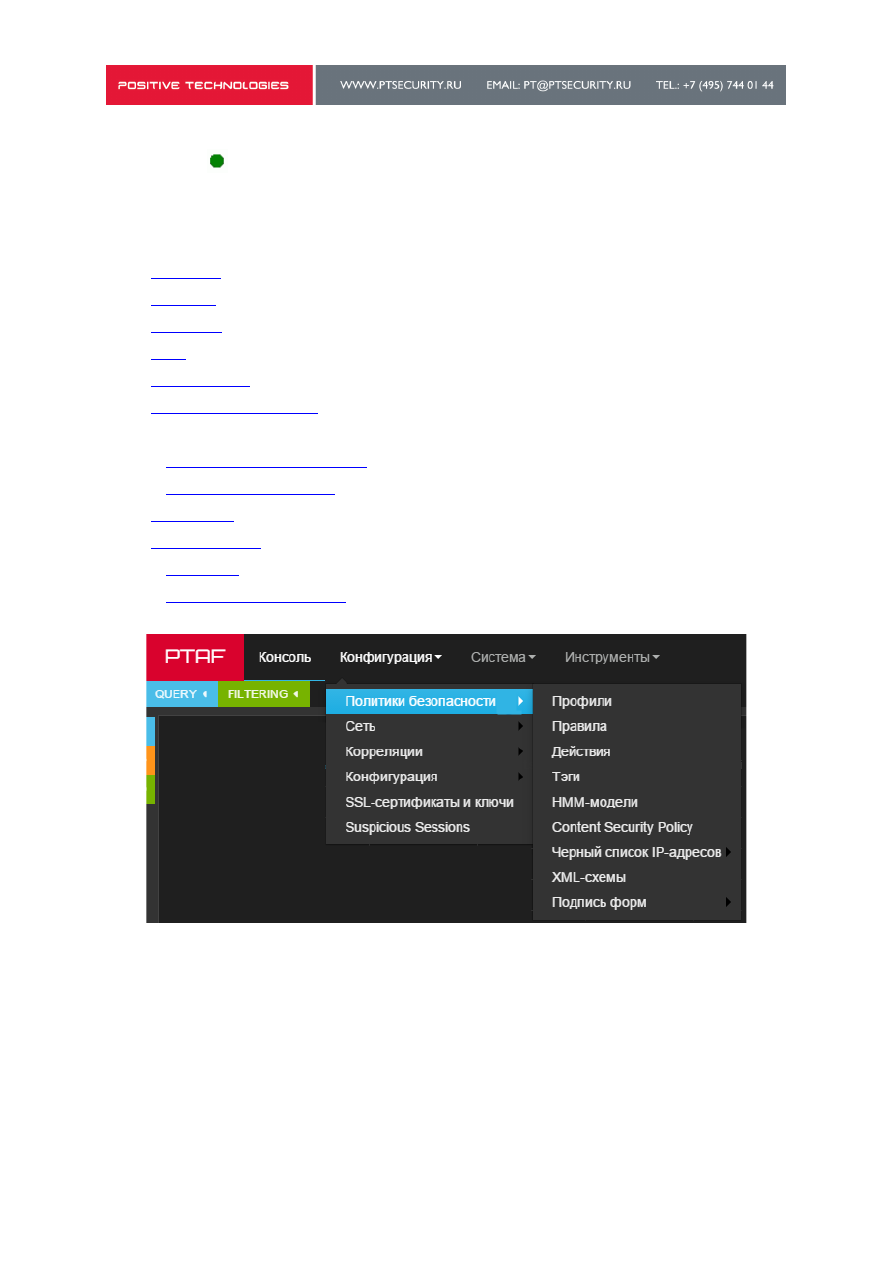 POSITIVE TECHNOLOGIES WWW.PTSECURITY.RU EMAIL: PT@PTSECURITY.RU TEL.: +7 (495) 744 01 44
PTAF Консоль Конфигурация Система Инструменты
QUERY FILTERING
Политики безопасности
Сеть
Корреляции
Конфигурация
SSL-сертификаты и ключи
Suspicious Sessions
Профили
Правила
Действия
Тэги
HMM-модели
Content Security Policy
Черный список IP-адресов
XML-схемы
Подпись форм